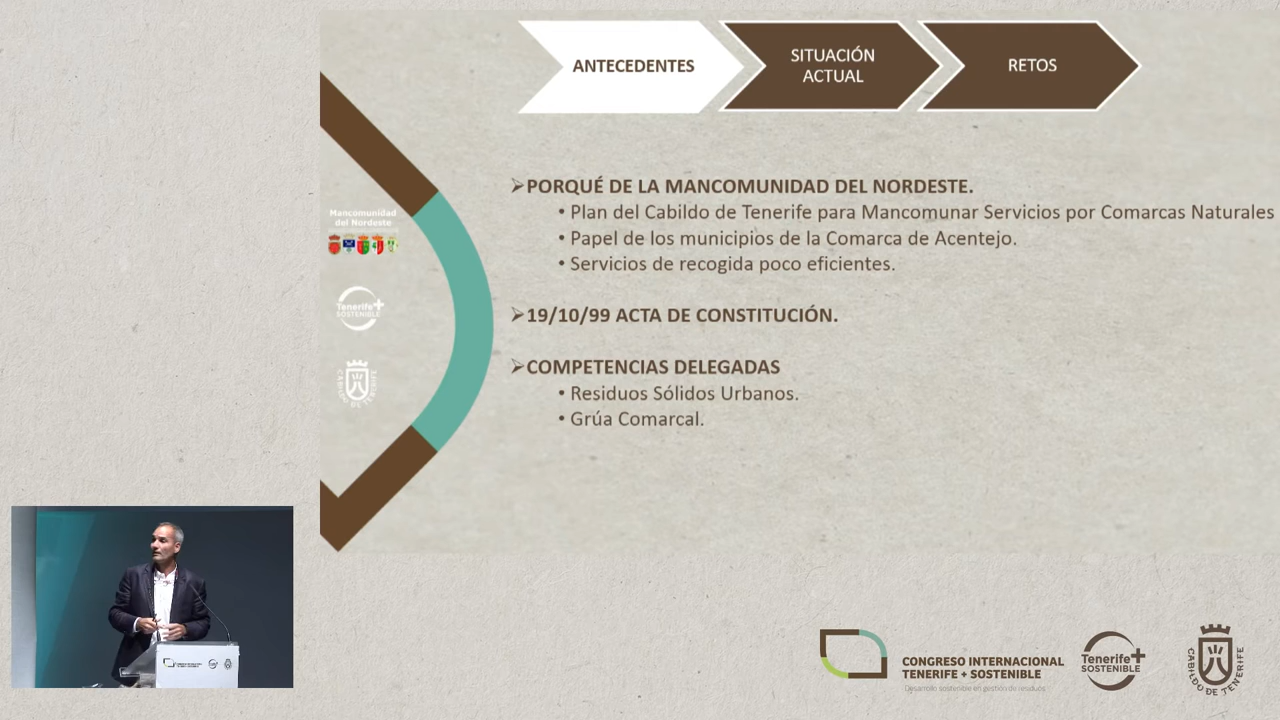 ANTECEDENTES
SITUACIÓN
ACTUAL
RETOS
➢PORQUÉ DE LA MANCOMUNIDAD DEL NORDESTE.
• Plan del Cabildo de Tenerife para Mancomunar Servicios por Comarcas Naturales
• Papel de los municipios de la Comarca de Acentejo.
• Servicios de recogida poco eficientes.
➢19/10/99 ACTA DE CONSTITUCIÓN.
➢COMPETENCIAS DELEGADAS
• Residuos Sólidos Urbanos.
• Grúa Comarcal.
Mancomunidad
del Nordeste
Tenerife+
SOSTENIBLE
CABILDO DE TENERIFE
CONGRESO INTERNACIONAL
TENERIFE + SOSTENIBLE
Desarrollo sostenible en gestión de residuos
Tenerife+
SOSTENIBLE
CABILDO DE TENERIFE